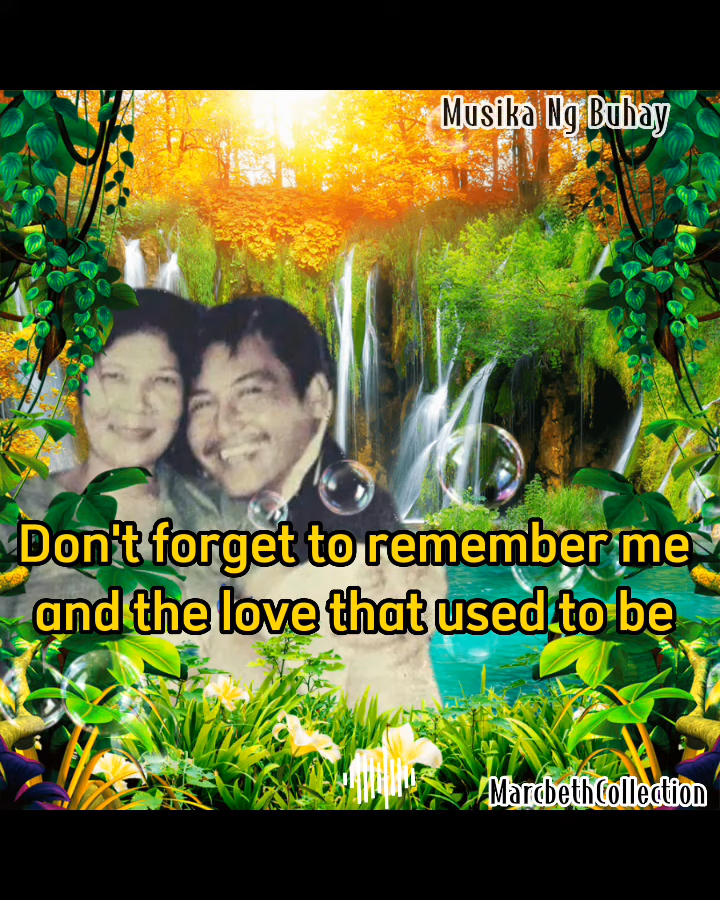 Musika Ng Buhay
Don't forget to remember me
and the love that used to be
MarcbethCollection